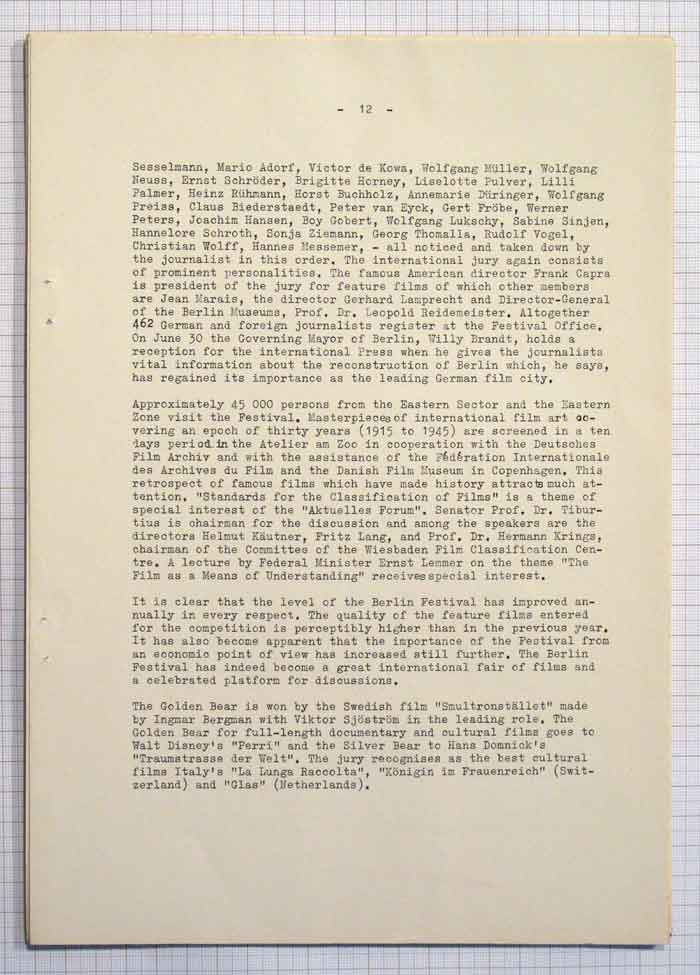 - 12 -
Sesselmann, Mario Adorf, Victor de Kowa, Wolfgang Müller, Wolfgang
Neuss, Ernst Schröder, Brigitte Horney, Liselotte Pulver, Lilli
Palmer, Heinz Rühmann, Horst Buchholz, Annemarie Düringer, Wolfgang
Preiss, Claus Biederstaedt, Peter van Eyck, Gert Fröbe, Werner
Peters, Joachim Hansen, Boy Gobert, Wolfgang Lukschy, Sabine Sinjen,
Hannelore Schroth, Sonja Ziemann, Georg Thomalla, Rudolf Vogel,
Christian Wolff, Hannes Messemer, - all noticed and taken down by
the journalist in this order. The international jury again consists
of prominent personalities. The famous American director Frank Capra
is president of the jury for feature films of which other members
are Jean Marais, the director Gerhard Lamprecht and Director-General
of the Berlin Museums, Prof. Dr. Leopold Reidemeister. Altogether
462 German and foreign journalists register at the Festival Office.
On June 30 the Governing Mayor of Berlin, Willy Brandt, holds a
reception for the international Press when he gives the journalists
vital information about the reconstruction of Berlin which, he says,
has regained its importance as the leading German film city.
Approximately 45 000 persons from the Eastern Sector and the Eastern
Zone visit the Festival. Masterpieces of international film art co-
vering an epoch of thirty years (1915 to 1945) are screened in a ten
days period in the Atelier am Zoo in cooperation with the Deutsches
Film Archiv and with the assistance of the Fédération Internationale
des Archives du Film and the Danish Film Museum in Copenhagen. This
retrospect of famous films which have made history attracts much at-
tention. "Standards for the Classification of Films" is a theme of
special interest of the "Aktuelles Forum". Senator Prof. Dr. Tibur-
tius is chairman for the discussion and among the speakers are the
directors Helmut Käutner, Fritz Lang, and Prof. Dr. Hermann Krings,
chairman of the Committee of the Wiesbaden Film Classification Cen-
tre. A lecture by Federal Minister Ernst Lemmer on the theme "The
Film as a Means of Understanding" receives special interest.
It is clear that the level of the Berlin Festival has improved an-
nually in every respect. The quality of the feature films entered
for the competition is perceptibly higher than in the previous year.
It has also become apparent that the importance of the Festival from
an economic point of view has increased still further. The Berlin
Festival has indeed become a great international fair of films and
a celebrated platform for discussions.
The Golden Bear is won by the Swedish film "Smultronstället" made
by Ingmar Bergman with Viktor Sjöström in the leading role. The
Golden Bear for full-length documentary and cultural films goes to
Walt Disney's "Perri" and the Silver Bear to Hans Domnick's
"Traumstrasse der Welt". The jury recognises as the best cultural
films Italy's "La Lunga Raccolta", "Königin im Frauenreich" (Swit-
zerland) and "Glas" (Netherlands).